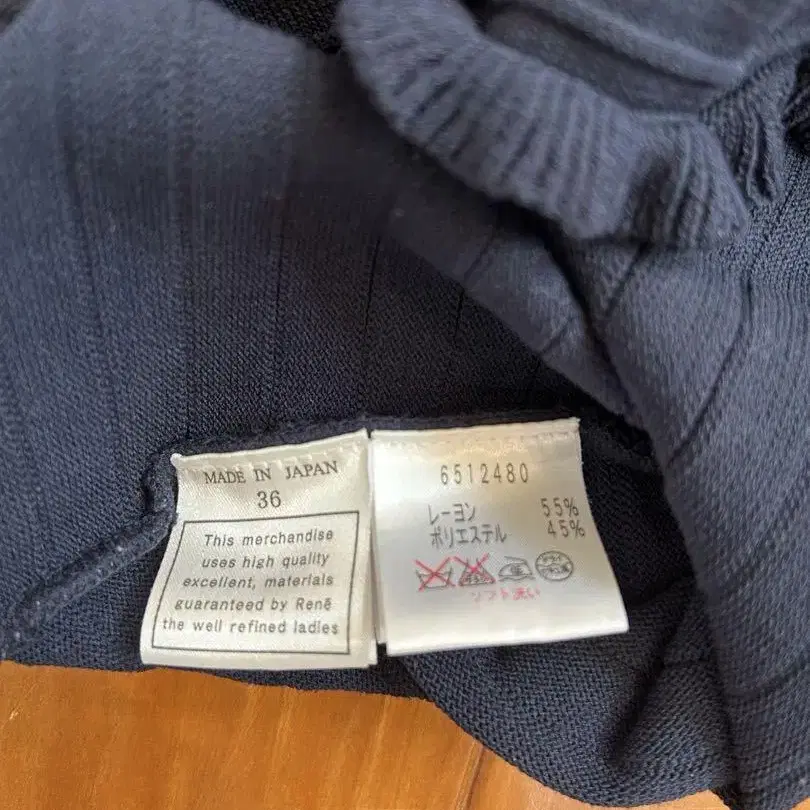 MADE IN JAPAN
36
This merchandise
uses high quality
excellent, materials
guaranteed by René
the well refined ladies
6512480
レーヨン 55%
ポリエステル 45%
ソフト洗い